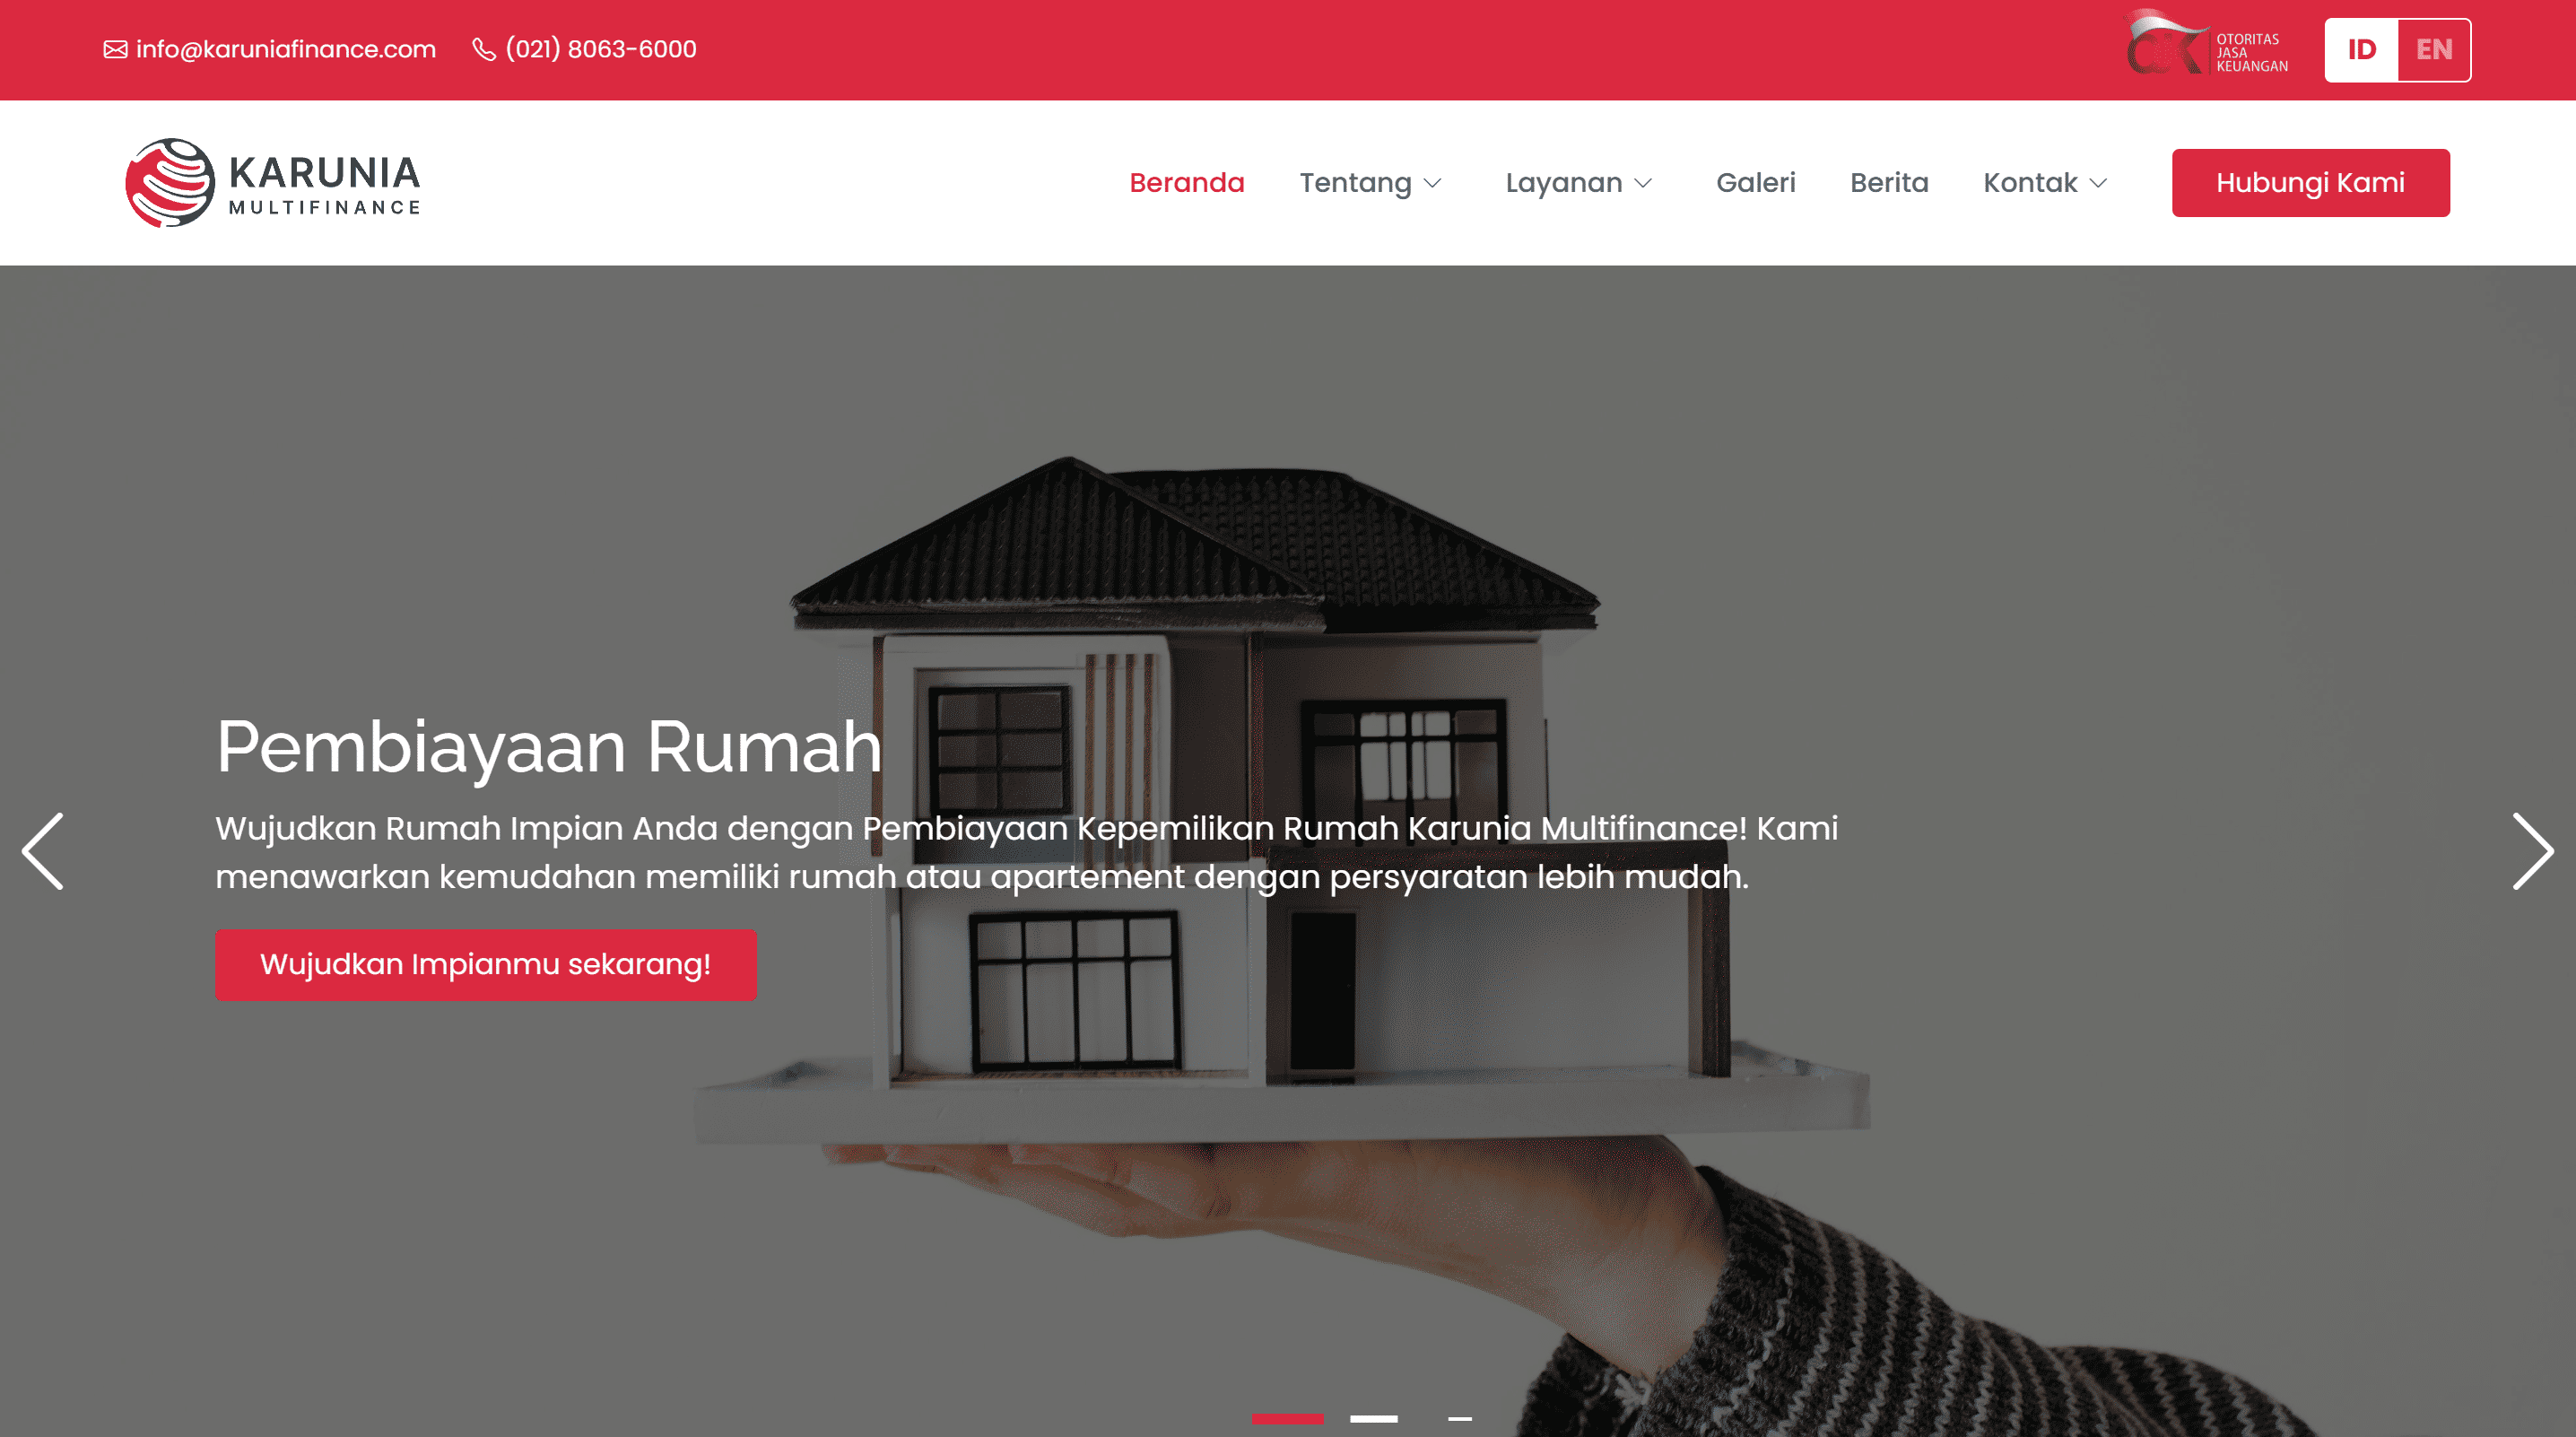 info@karuniafinance.com
(021) 8063-6000
OTORITAS
JASA
KEUANGAN
ID
EN
KARUNIA
MULTIFINANCE
Beranda
Tentang
Layanan
Galeri
Berita
Kontak
Hubungi Kami
Pembiayaan Rumah
Wujudkan Rumah Impian Anda dengan Pembiayaan Kepemilikan Rumah Karunia Multifinance! Kami
menawarkan kemudahan memiliki rumah atau apartement dengan persyaratan lebih mudah.
Wujudkan Impianmu sekarang!